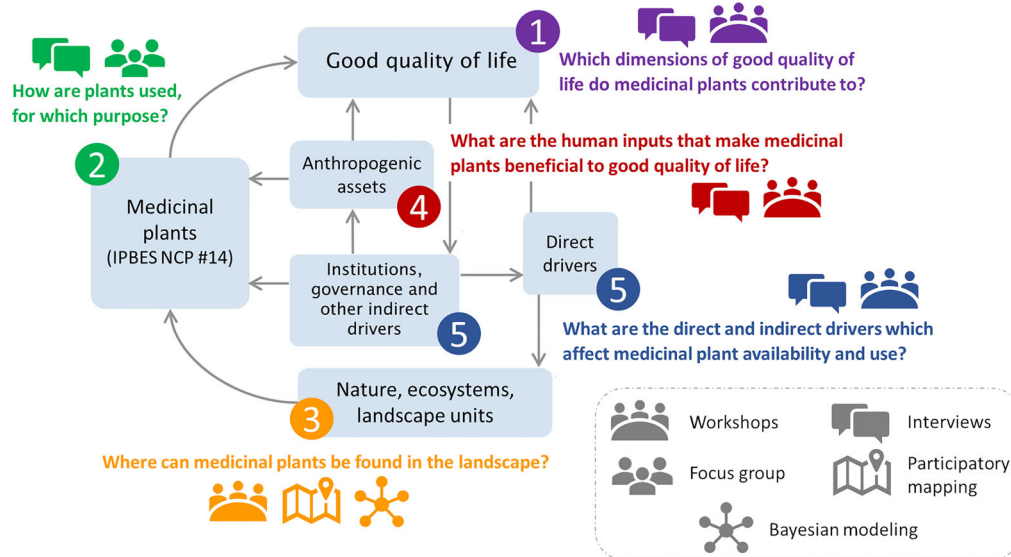 1
Good quality of life
Which dimensions of good quality of
life do medicinal plants contribute to?
How are plants used,
for which purpose?
What are the human inputs that make medicinal
plants beneficial to good quality of life?
2
Medicinal
plants
(IPBES NCP #14)
Anthropogenic
assets
4
Direct
drivers
5
Institutions,
governance and
other indirect
drivers
5
What are the direct and indirect drivers which
affect medicinal plant availability and use?
Nature, ecosystems,
landscape units
3
Where can medicinal plants be found in the landscape?
Workshops
Interviews
Focus group
Participatory
mapping
Bayesian modeling